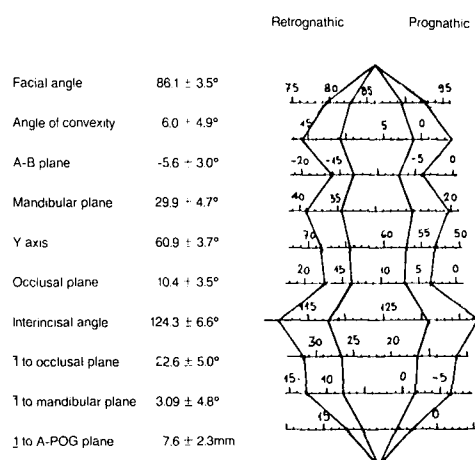 Retrognathic Prognathic
Facial angle 86.1 ± 3.5° 75 80 85 95
Angle of convexity 6.0 ± 4.9° 15 5 0
A-B plane -5.6 ± 3.0° -20 -15 -5 0
Mandibular plane 29.9 ± 4.7° 40 35 20
Y axis 60.9 ± 3.7° 70 60 55 50
Occlusal plane 10.4 ± 3.5° 20 15 10 5 0
Interincisal angle 124.3 ± 6.6° 115 125
1 to occlusal plane 22.6 ± 5.0° 30 25 20
1 to mandibular plane 3.09 ± 4.8° 15 10 0 -5
1 to A-POG plane 7.6 ± 2.3mm 15 0